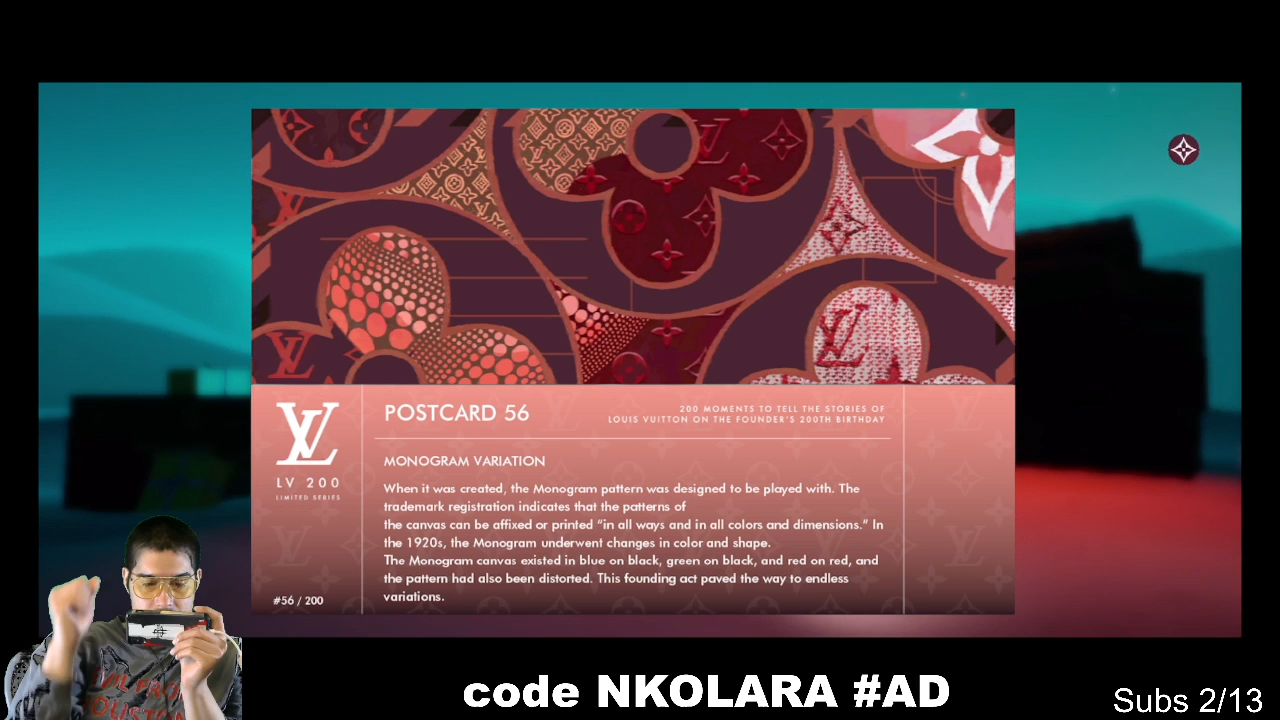 LV
POSTCARD 56
200 MOMENTS TO TELL THE STORIES OF
LOUIS VUITTON ON THE FOUNDER'S 200TH BIRTHDAY
LV 200
LIMITED SERIES
MONOGRAM VARIATION
When it was created, the Monogram pattern was designed to be played with. The
trademark registration indicates that the patterns of
the canvas can be affixed or printed “in all ways and in all colors and dimensions.” In
the 1920s, the Monogram underwent changes in color and shape.
The Monogram canvas existed in blue on black, green on black, and red on red, and
the pattern had also been distorted. This founding act paved the way to endless
variations.
#56 / 200
code NKOLARA #AD
Subs 2/13